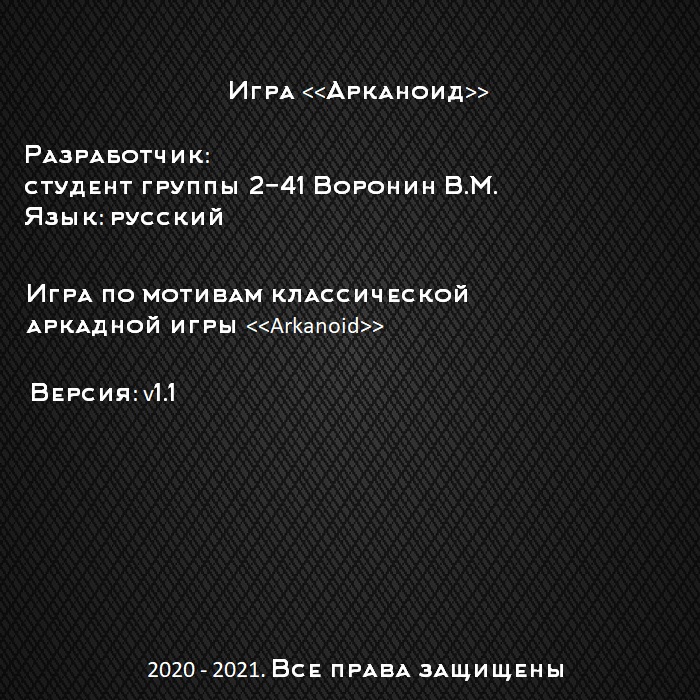 Игра <<Арканоид>>
Разработчик:
студент группы 2-41 Воронин В.М.
Язык: русский
Игра по мотивам классической
аркадной игры <<Arkanoid>>
Версия: v1.1
2020 - 2021. Все права защищены